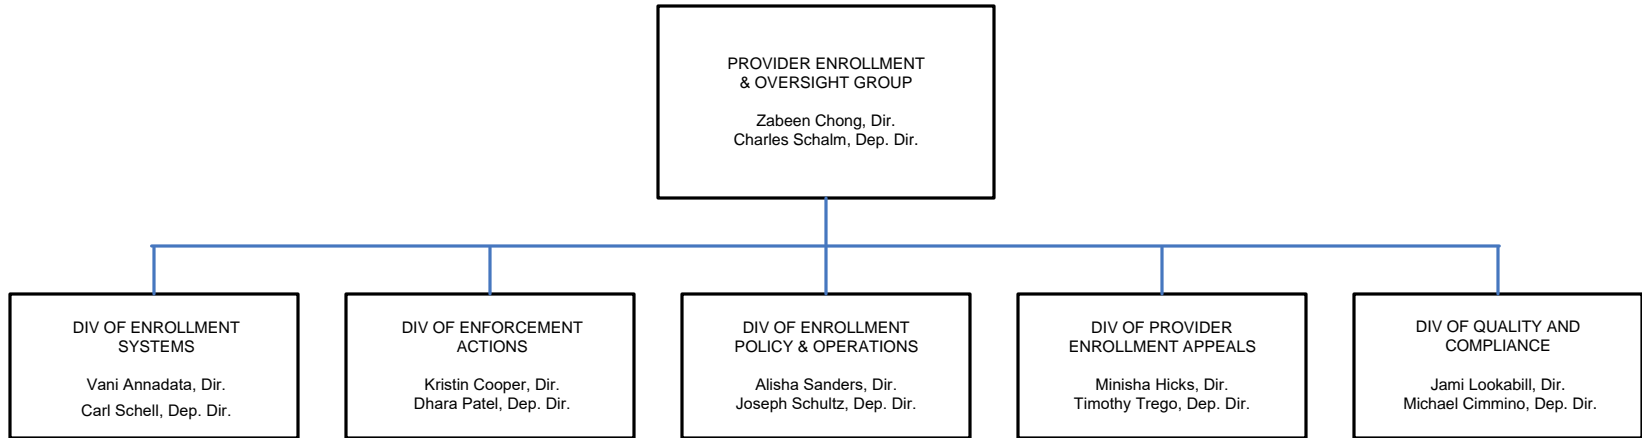 PROVIDER ENROLLMENT
& OVERSIGHT GROUP
Zabeen Chong, Dir.
Charles Schalm, Dep. Dir.
DIV OF ENROLLMENT
SYSTEMS
Vani Annadata, Dir.
Carl Schell, Dep. Dir.
DIV OF ENFORCEMENT
ACTIONS
Kristin Cooper, Dir.
Dhara Patel, Dep. Dir.
DIV OF ENROLLMENT
POLICY & OPERATIONS
Alisha Sanders, Dir.
Joseph Schultz, Dep. Dir.
DIV OF PROVIDER
ENROLLMENT APPEALS
Minisha Hicks, Dir.
Timothy Trego, Dep. Dir.
DIV OF QUALITY AND
COMPLIANCE
Jami Lookabill, Dir.
Michael Cimmino, Dep. Dir.